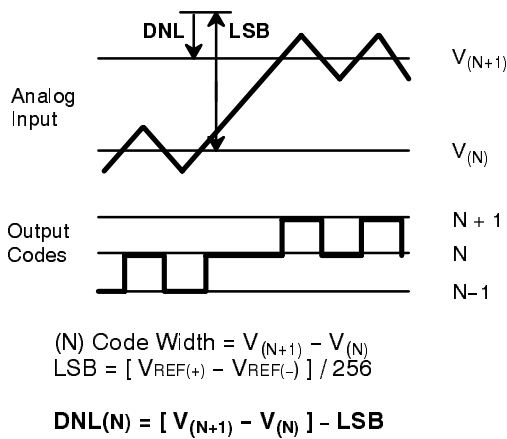 DNL LSB
V(N+1)
Analog
Input
V(N)
Output
Codes
N + 1
N
N–1
(N) Code Width = V(N+1) – V(N)
LSB = [ VREF(+) – VREF(–) ] / 256
DNL(N) = [ V(N+1) – V(N) ] – LSB